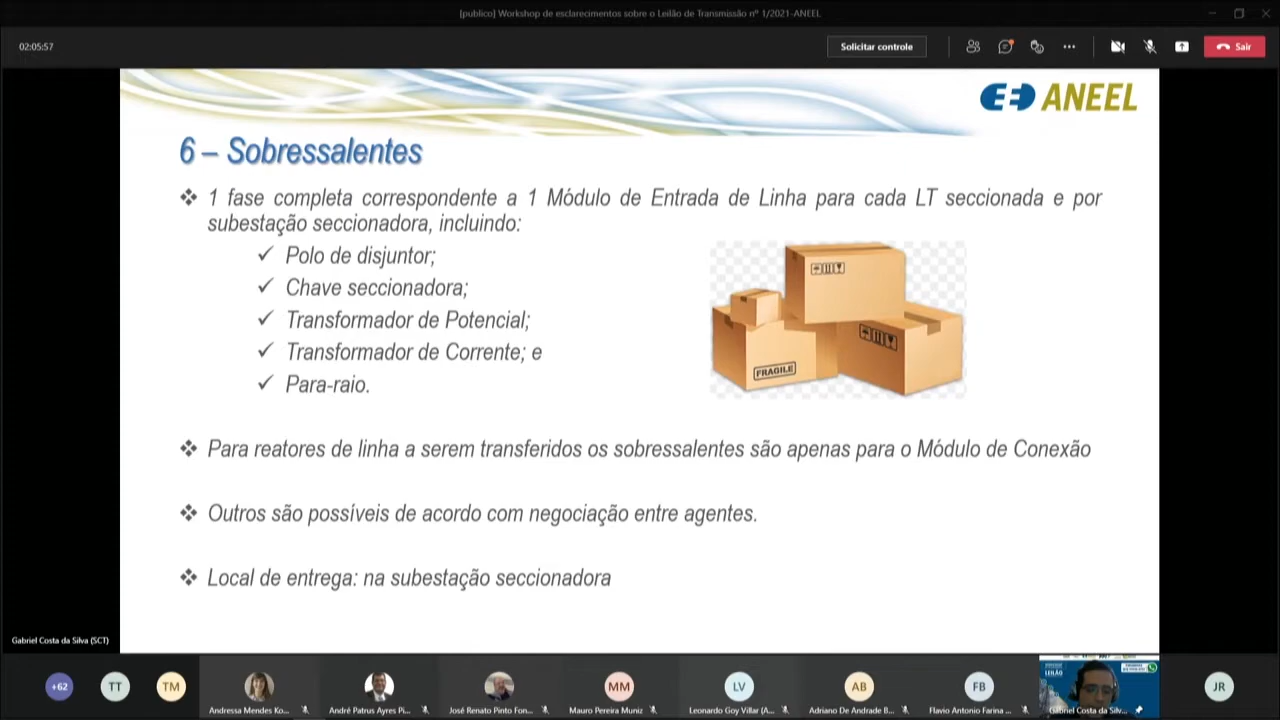 [publico] Workshop de esclarecimentos sobre o Leilão de Transmissão nº 1/2021-ANEEL
02:05:57
Solicitar controle
Sair
ANEEL
6 – Sobressalentes
1 fase completa correspondente a 1 Módulo de Entrada de Linha para cada LT seccionada e por
subestação seccionadora, incluindo:
Polo de disjuntor;
Chave seccionadora;
Transformador de Potencial;
Transformador de Corrente; e
Para-raio.
FRAGILE
Para reatores de linha a serem transferidos os sobressalentes são apenas para o Módulo de Conexão
Outros são possíveis de acordo com negociação entre agentes.
Local de entrega: na subestação seccionadora
Gabriel Costa da Silva (SCT)
+62
TT
TM
MM
LV
AB
FB
JR
Andressa Mendes Ko...
André Patrus Ayres Pi...
José Renato Pinto Fon...
Mauro Pereira Muniz
Leonardo Goy Villar (A...
Adriano De Andrade B...
Flavio Antonio Farina ...
LEILÃO
Gabriel Costa da Silv...